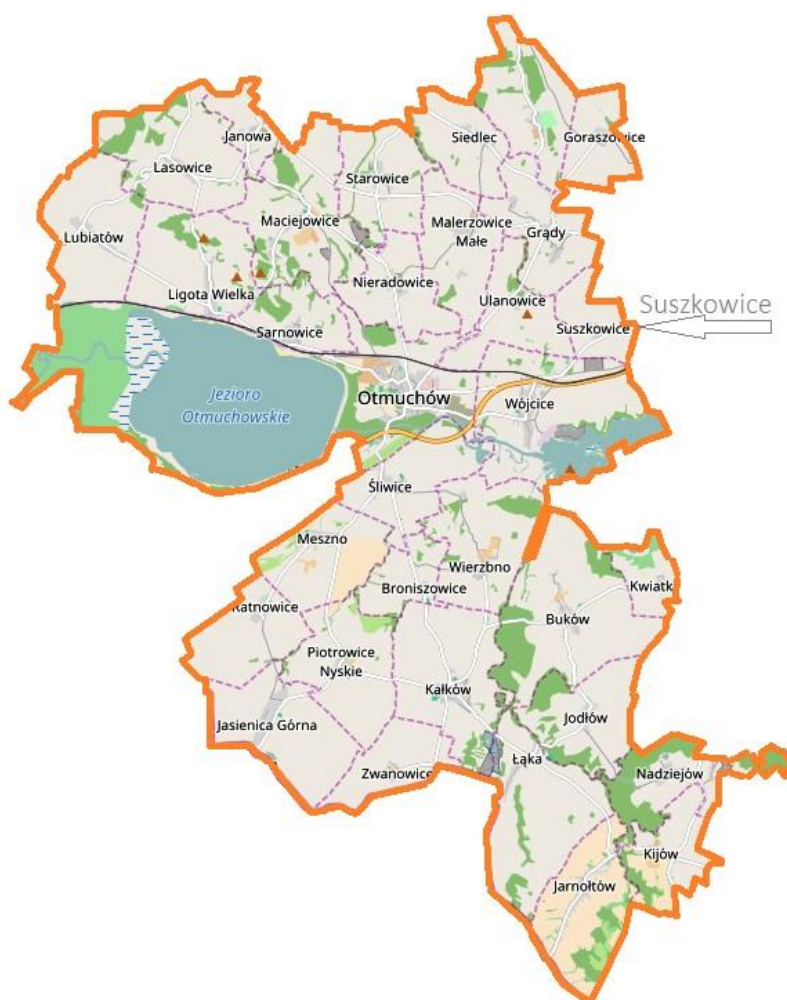 Janowa
Siedlec
Goraszowice
Lasowice
Starowice
Maciejowice
Malerzowice
Małe
Grądy
Lubiatów
Nieradowice
Ligota Wielka
Ulanowice
Suszkowice
Suszkowice
Sarnowice
Jezioro
Otmuchowskie
Otmuchów
Wójcice
Śliwice
Meszno
Wierzbno
Broniszowice
Kwiatk
Ratnowice
Buków
Piotrowice
Nyskie
Kałków
Jasienica Górna
Jodłów
Zwanowice
Łąka
Nadziejów
Kijów
Jarnołtów